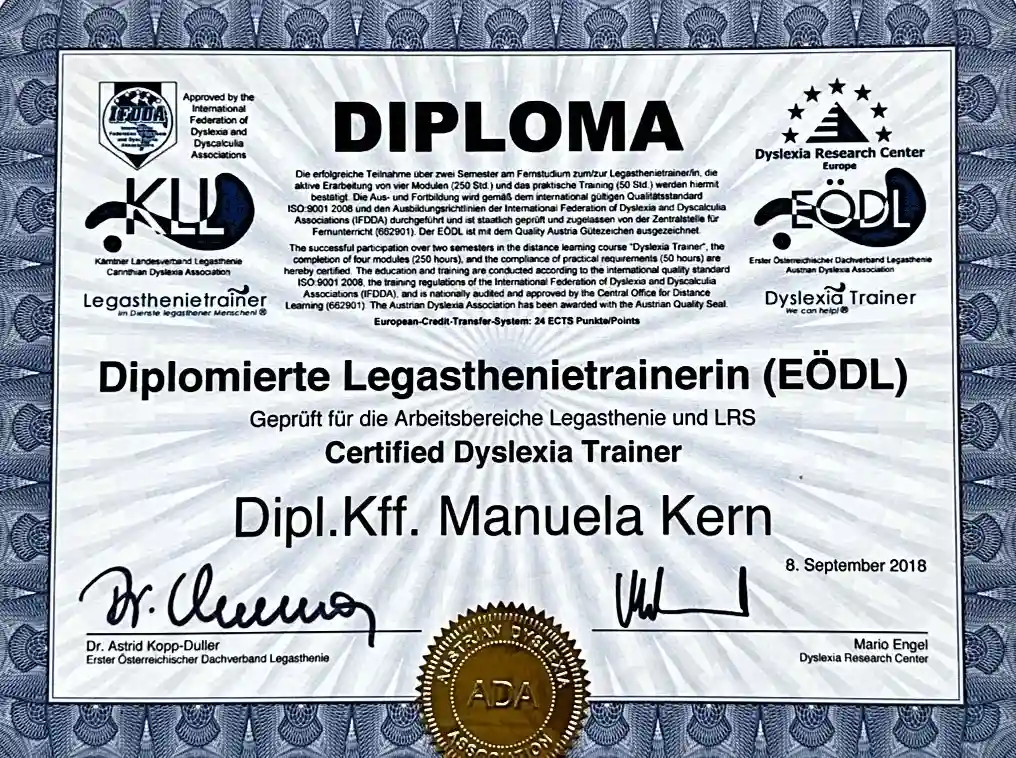 IFDDA
Approved by the
International
Federation of
Dyslexia and
Dyscalculia
Associations
KLL
Kärntner Landesverband Legasthenie
Carinthian Dyslexia Association
Legasthenietrainer
Im Dienste legasthener Menschen! ®
DIPLOMA
Die erfolgreiche Teilnahme über zwei Semester am Fernstudium zum/zur Legasthenietrainer/in, die
aktive Erarbeitung von vier Modulen (250 Std.) und das praktische Training (50 Std.) werden hiermit
bestätigt. Die Aus- und Fortbildung wird gemäß dem international gültigen Qualitätsstandard
ISO:9001 2008 und den Ausbildungsrichtlinien der International Federation of Dyslexia and Dyscalculia
Associations (IFDDA) durchgeführt und ist staatlich geprüft und zugelassen von der Zentralstelle für
Fernunterricht (662901). Der EÖDL ist mit dem Quality Austria Gütezeichen ausgezeichnet.
The successful participation over two semesters in the distance learning course "Dyslexia Trainer", the
completion of four modules (250 hours), and the compliance of practical requirements (50 hours) are
hereby certified. The education and training are conducted according to the international quality standard
ISO:9001 2008, the training regulations of the International Federation of Dyslexia and Dyscalculia
Associations (IFDDA), and is nationally audited and approved by the Central Office for Distance
Learning (662901). The Austrian Dyslexia Association has been awarded with the Austrian Quality Seal.
European-Credit-Transfer-System: 24 ECTS Punkte/Points
Dyslexia Research Center
Europe
EÖDL
Erster Österreichischer Dachverband Legasthenie
Austrian Dyslexia Association
Dyslexia Trainer
We can help! ®
Diplomierte Legasthenietrainerin (EÖDL)
Geprüft für die Arbeitsbereiche Legasthenie und LRS
Certified Dyslexia Trainer
Dipl.Kff. Manuela Kern
8. September 2018
Dr. Astrid Kopp-Duller
Erster Österreichischer Dachverband Legasthenie
Mario Engel
Dyslexia Research Center
AUSTRIAN DYSLEXIA
ADA
ASSOCIATION